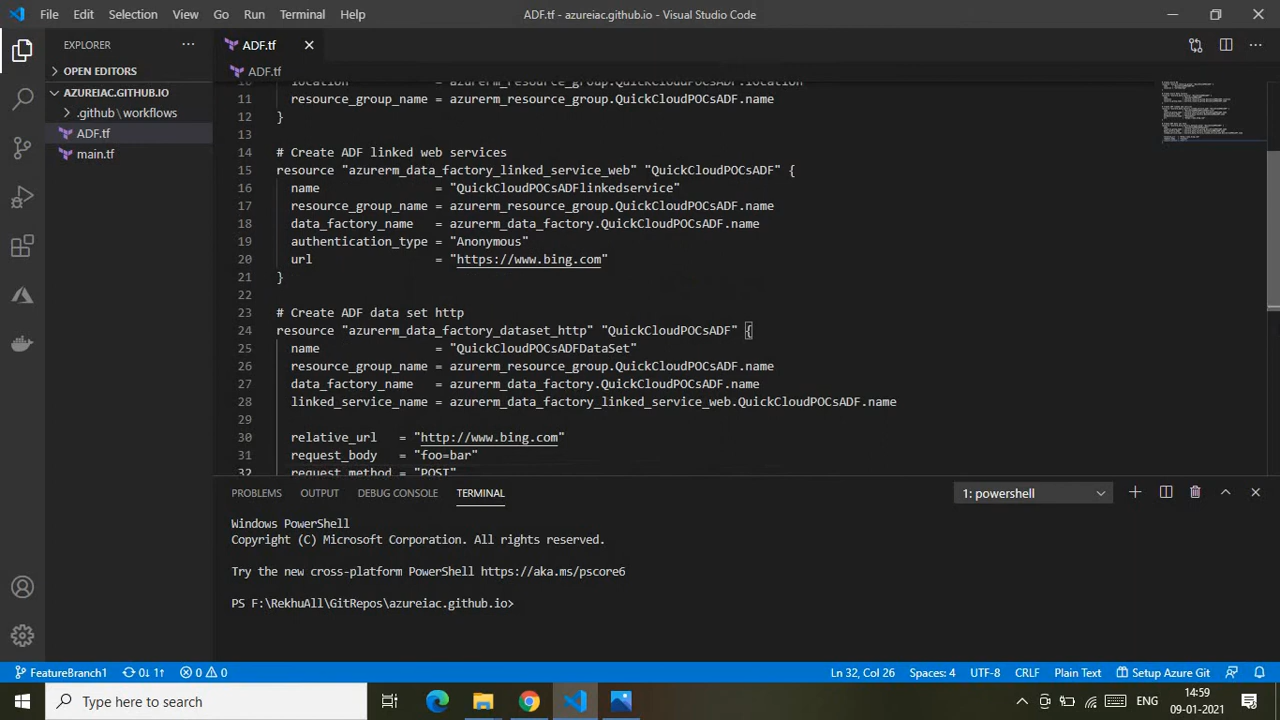 File Edit Selection View Go Run Terminal Help
ADF.tf - azureiac.github.io - Visual Studio Code
EXPLORER
ADF.tf
OPEN EDITORS
ADF.tf
AZUREIAC.GITHUB.IO
.github\workflows
ADF.tf
main.tf
10 location = azurerm_resource_group.QuickCloudPOCsADF.location
11 resource_group_name = azurerm_resource_group.QuickCloudPOCsADF.name
12 }
13
14 # Create ADF linked web services
15 resource "azurerm_data_factory_linked_service_web" "QuickCloudPOCsADF" {
16 name = "QuickCloudPOCsADFlinkedservice"
17 resource_group_name = azurerm_resource_group.QuickCloudPOCsADF.name
18 data_factory_name = azurerm_data_factory.QuickCloudPOCsADF.name
19 authentication_type = "Anonymous"
20 url = "https://www.bing.com"
21 }
22
23 # Create ADF data set http
24 resource "azurerm_data_factory_dataset_http" "QuickCloudPOCsADF" {
25 name = "QuickCloudPOCsADFDataSet"
26 resource_group_name = azurerm_resource_group.QuickCloudPOCsADF.name
27 data_factory_name = azurerm_data_factory.QuickCloudPOCsADF.name
28 linked_service_name = azurerm_data_factory_linked_service_web.QuickCloudPOCsADF.name
29
30 relative_url = "http://www.bing.com"
31 request_body = "foo=bar"
32 request_method = "POST"
PROBLEMS OUTPUT DEBUG CONSOLE TERMINAL
1: powershell
Windows PowerShell
Copyright (C) Microsoft Corporation. All rights reserved.
Try the new cross-platform PowerShell https://aka.ms/pscore6
PS F:\RekhuAll\GitRepos\azureiac.github.io>
FeatureBranch1 0↓ 1↑ 0 0
Ln 32, Col 26 Spaces: 4 UTF-8 CRLF Plain Text Setup Azure Git
Type here to search
ENG
14:59
09-01-2021